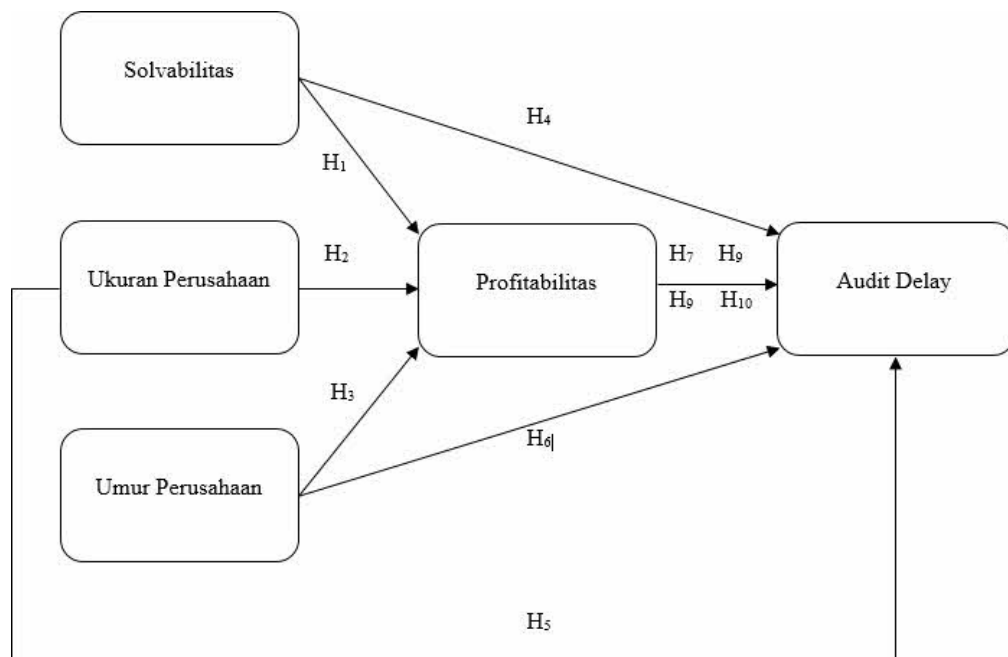 Solvabilitas
H₄
H₁
Ukuran Perusahaan
H₂
Profitabilitas
H₇ H₉
H₉ H₁₀
Audit Delay
H₃
Umur Perusahaan
H₆|
H₅